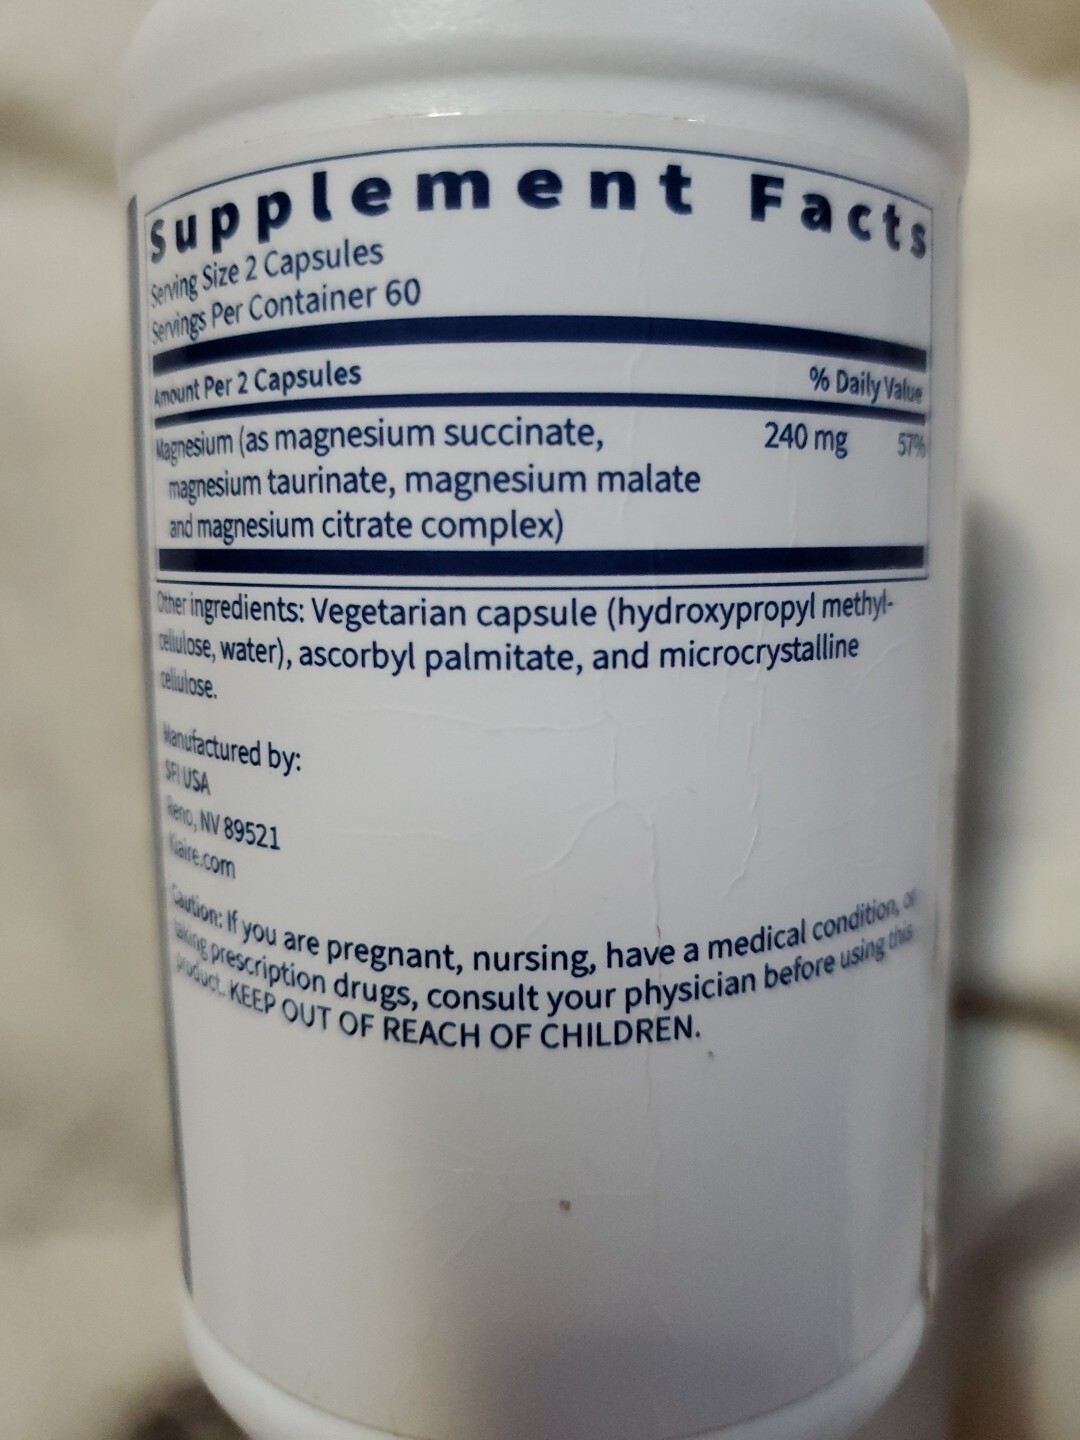 Supplement Facts
Serving Size 2 Capsules
Servings Per Container 60
Amount Per 2 Capsules % Daily Value
Magnesium (as magnesium succinate, 240 mg 57%
magnesium taurinate, magnesium malate
and magnesium citrate complex)
Other ingredients: Vegetarian capsule (hydroxypropyl methyl-
cellulose, water), ascorbyl palmitate, and microcrystalline
cellulose.
Manufactured by:
SFI USA
Reno, NV 89521
Klaire.com
Caution: If you are pregnant, nursing, have a medical condition, or
taking prescription drugs, consult your physician before using this
product. KEEP OUT OF REACH OF CHILDREN.